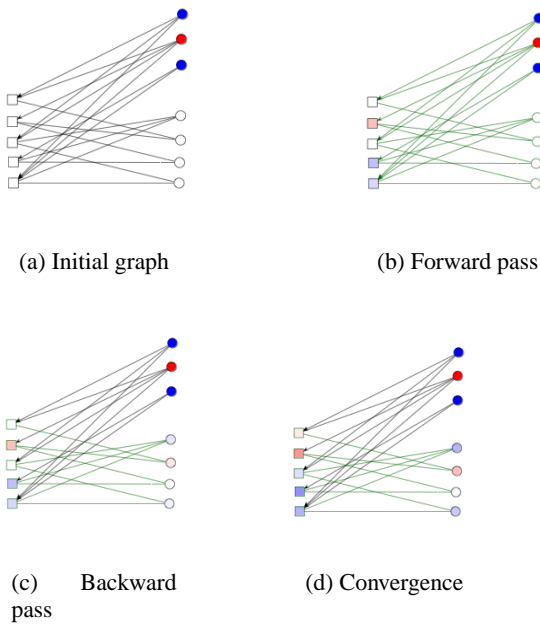 (a) Initial graph
(b) Forward pass
(c) Backward
pass
(d) Convergence